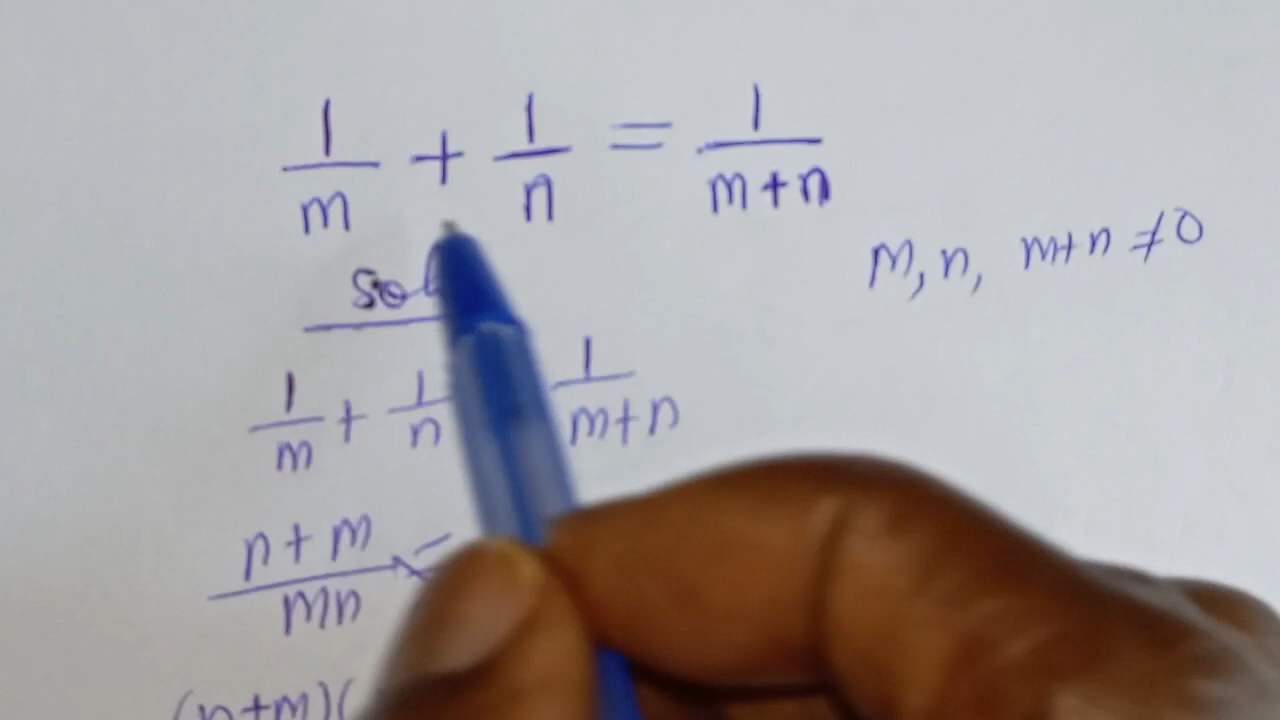 1/m + 1/n = 1/(m+n)
m, n, m+n ≠ 0
1/m + 1/n 1/(m+n)
(n+m)/mn =
(n+m)(